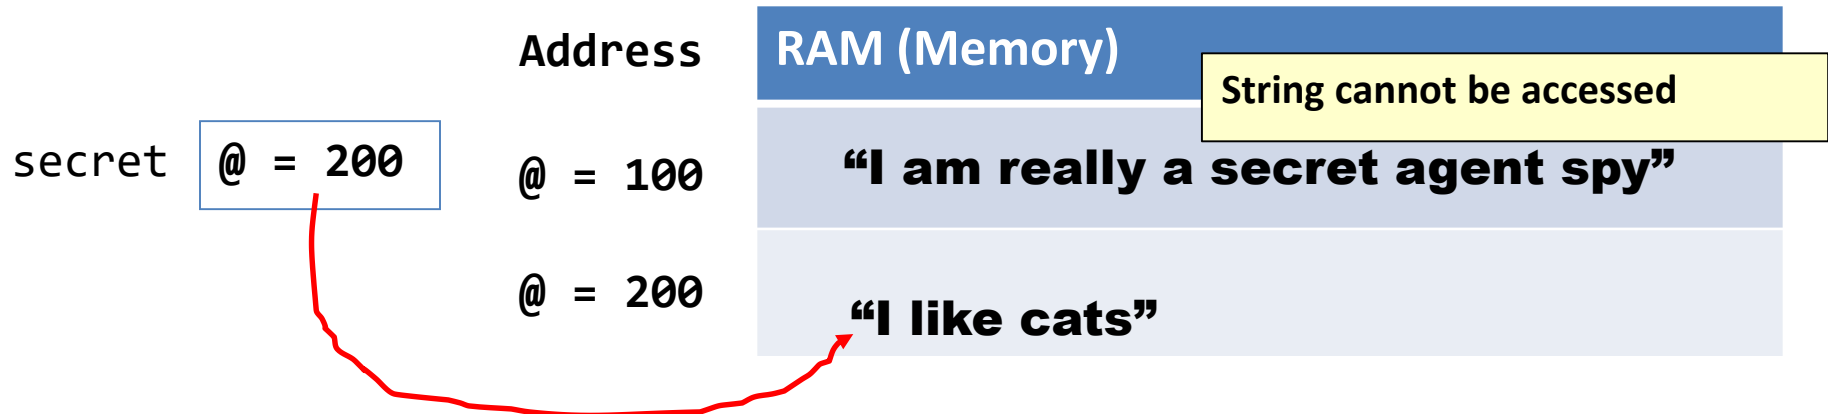 Address
RAM (Memory)
String cannot be accessed
secret
@ = 200
@ = 100
“I am really a secret agent spy”
@ = 200
“I like cats”